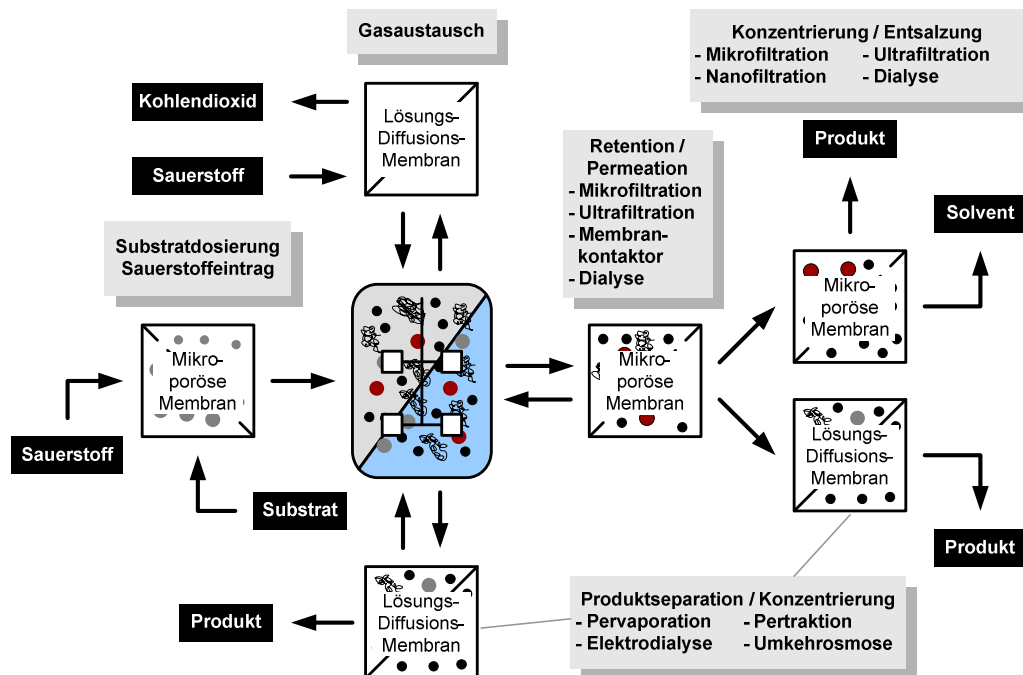 Gasaustausch
Konzentrierung / Entsalzung
- Mikrofiltration - Ultrafiltration
- Nanofiltration - Dialyse
Kohlendioxid
Lösungs-
Diffusions-
Membran
Sauerstoff
Produkt
Retention /
Permeation
- Mikrofiltration
- Ultrafiltration
- Membran-
kontaktor
- Dialyse
Solvent
Substratdosierung
Sauerstoffeintrag
Mikro-
poröse
Membran
Mikro-
poröse
Membran
Mikro-
poröse
Membran
Sauerstoff
Substrat
Lösungs-
Diffusions-
Membran
Produkt
Produkt
Lösungs-
Diffusions-
Membran
Produktseparation / Konzentrierung
- Pervaporation - Pertraktion
- Elektrodialyse - Umkehrosmose